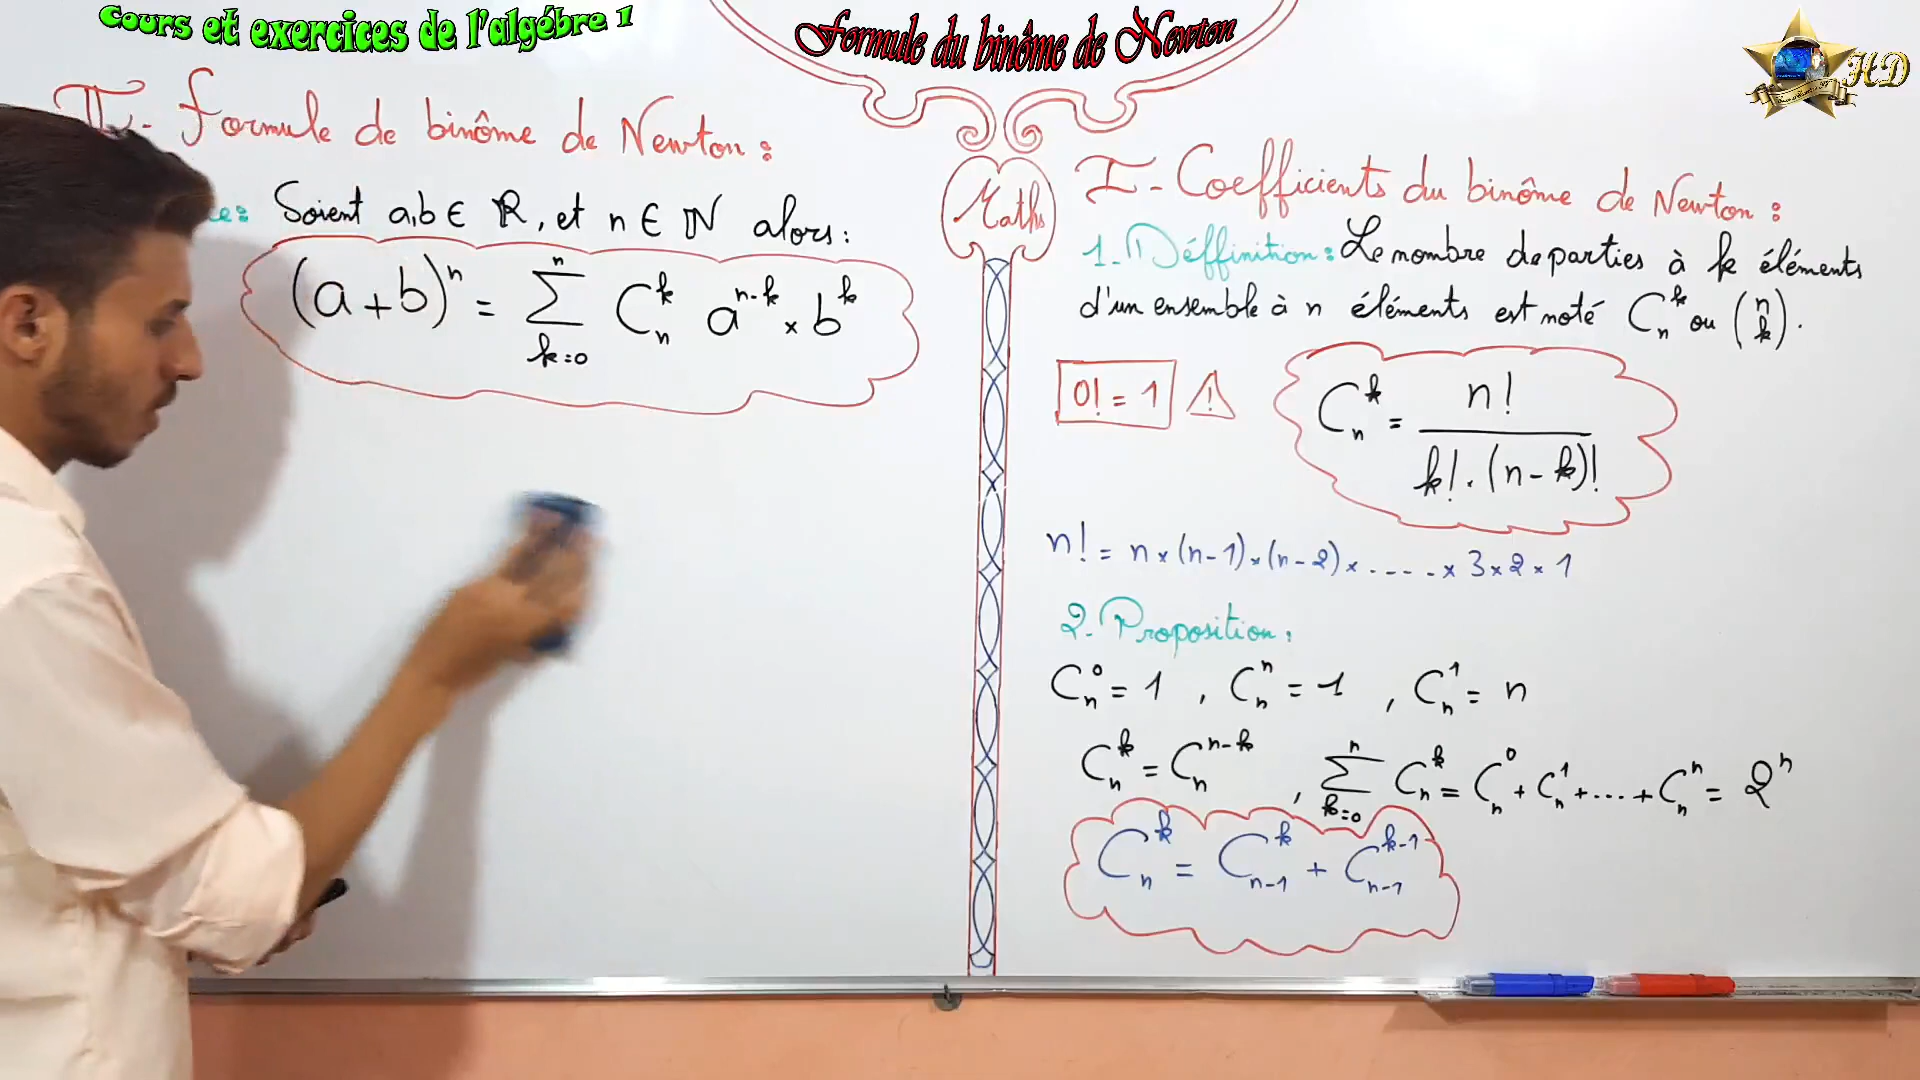 Cours et exercices de l'algébre 1
Formule du binôme de Newton
HD
II- Formule de binôme de Newton :
Soient a,b ∈ ℝ, et n ∈ ℕ alors :
(a+b)^n = ∑_{k=0}^{n} C_n^k a^{n-k} × b^k
Maths
I - Coefficients du binôme de Newton :
1. Déffinition : Le nombre de parties à k éléments
d'un ensemble à n éléments est noté C_n^k ou (n k).
0! = 1 !
C_n^k = n! / k! . (n-k)!
n! = n × (n-1) × (n-2) × ..... × 3 × 2 × 1
2. Proposition :
C_n^0 = 1 , C_n^n = 1 , C_n^1 = n
C_n^k = C_n^{n-k} , ∑_{k=0}^{n} C_n^k = C_n^0 + C_n^1 + ... + C_n^n = 2^n
C_n^k = C_{n-1}^k + C_{n-1}^{k-1}